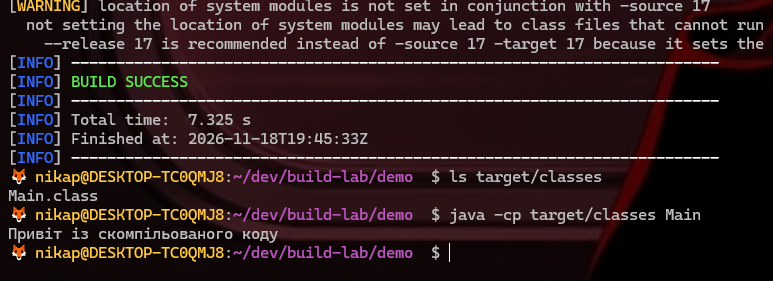 [WARNING] location of system modules is not set in conjunction with -source 17
not setting the location of system modules may lead to class files that cannot run
--release 17 is recommended instead of -source 17 -target 17 because it sets the
[INFO] ------------------------------------------------------------------------
[INFO] BUILD SUCCESS
[INFO] ------------------------------------------------------------------------
[INFO] Total time:  7.325 s
[INFO] Finished at: 2026-11-18T19:45:33Z
[INFO] ------------------------------------------------------------------------
🦊 nikap@DESKTOP-TC0QMJ8:~/dev/build-lab/demo  $ ls target/classes
Main.class
🦊 nikap@DESKTOP-TC0QMJ8:~/dev/build-lab/demo  $ java -cp target/classes Main
Привіт із скомпільованого коду
🦊 nikap@DESKTOP-TC0QMJ8:~/dev/build-lab/demo  $